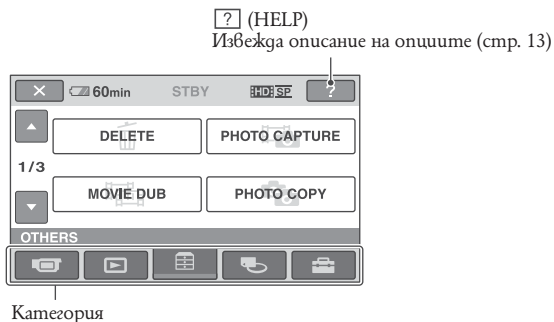 ? (HELP)
Извежда описание на опциите (стр. 13)
60min STBY HD SP ?
DELETE PHOTO CAPTURE
1/3
MOVIE DUB PHOTO COPY
OTHERS
Категория